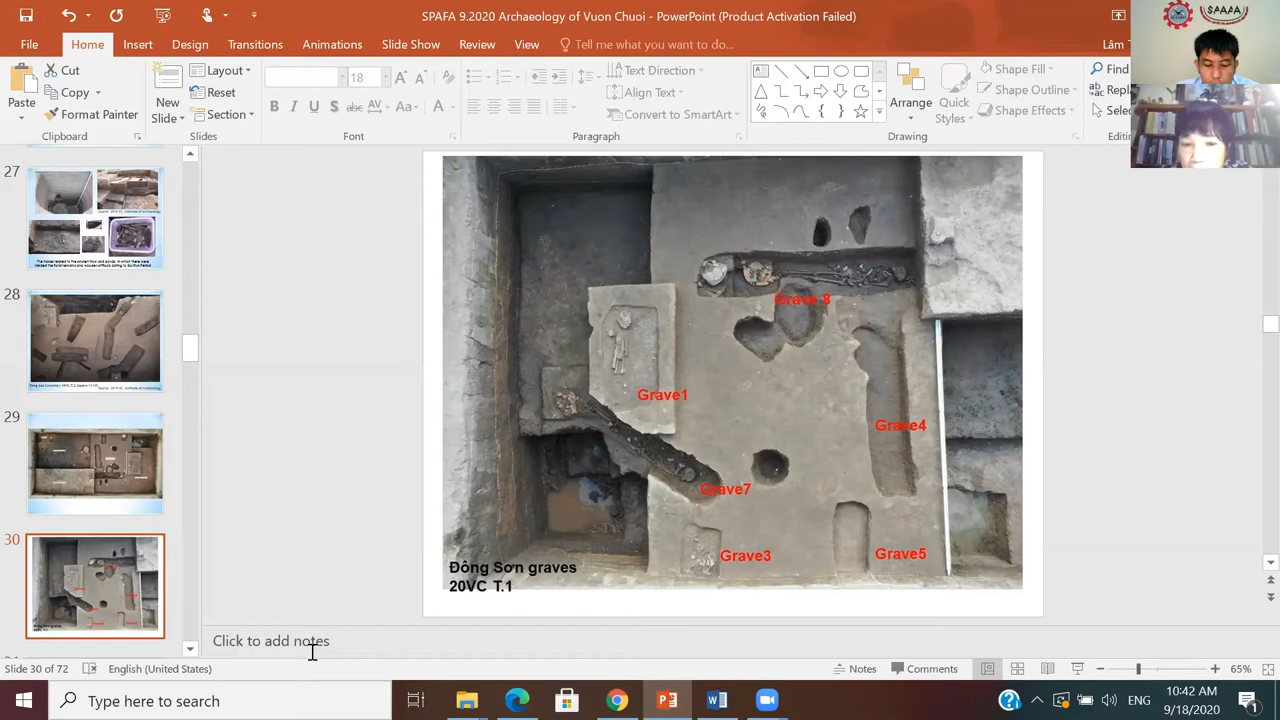 SPAFA 9.2020 Archaeology of Vuon Chuoi - PowerPoint (Product Activation Failed)
File Home Insert Design Transitions Animations Slide Show Review View Tell me what you want to do...
Paste
Cut
Copy
Format Painter
Clipboard
New
Slide
Layout
Reset
Section
Slides
18
B I U S abc AV Aa A
Font
Text Direction
Align Text
Convert to SmartArt
Paragraph
Arrange
Quick
Styles
Shape Fill
Shape Outline
Shape Effects
Drawing
Find
SPAFA
27
28
29
30
Grave 8
Grave1
Grave4
Grave7
Grave3
Grave5
Đông Sơn graves
20VC T.1
Click to add notes
Slide 30 of 72
English (United States)
Notes
Comments
65%
Type here to search
ENG
10:42 AM
9/18/2020